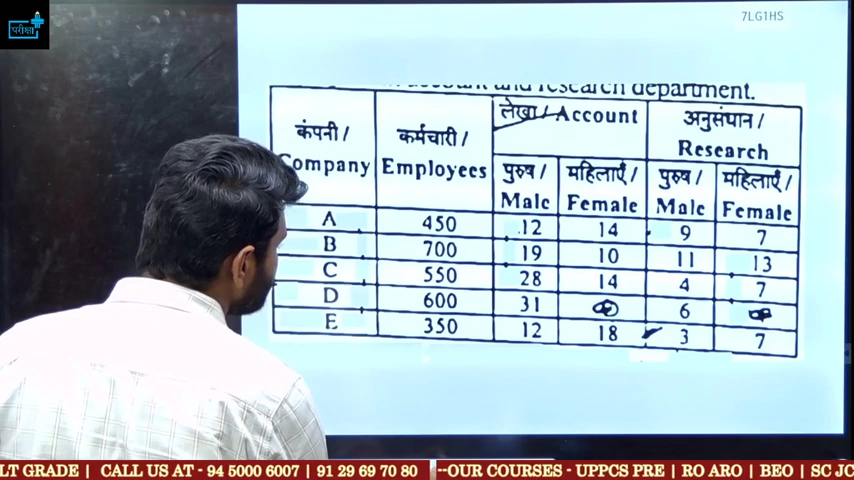 परीक्षा
7LG1HS
account and research department.
कंपनी / Company | कर्मचारी / Employees | लेखा / Account | अनुसंधान / Research
पुरुष / Male | महिलाएँ / Female | पुरुष / Male | महिलाएँ / Female
A 450 12 14 9 7
B 700 19 10 11 13
C 550 28 14 4 7
D 600 31 6
E 350 12 18 3 7
LT GRADE | CALL US AT - 94 5000 6007 | 91 29 69 70 80 --OUR COURSES - UPPCS PRE | RO ARO | BEO | SC JC